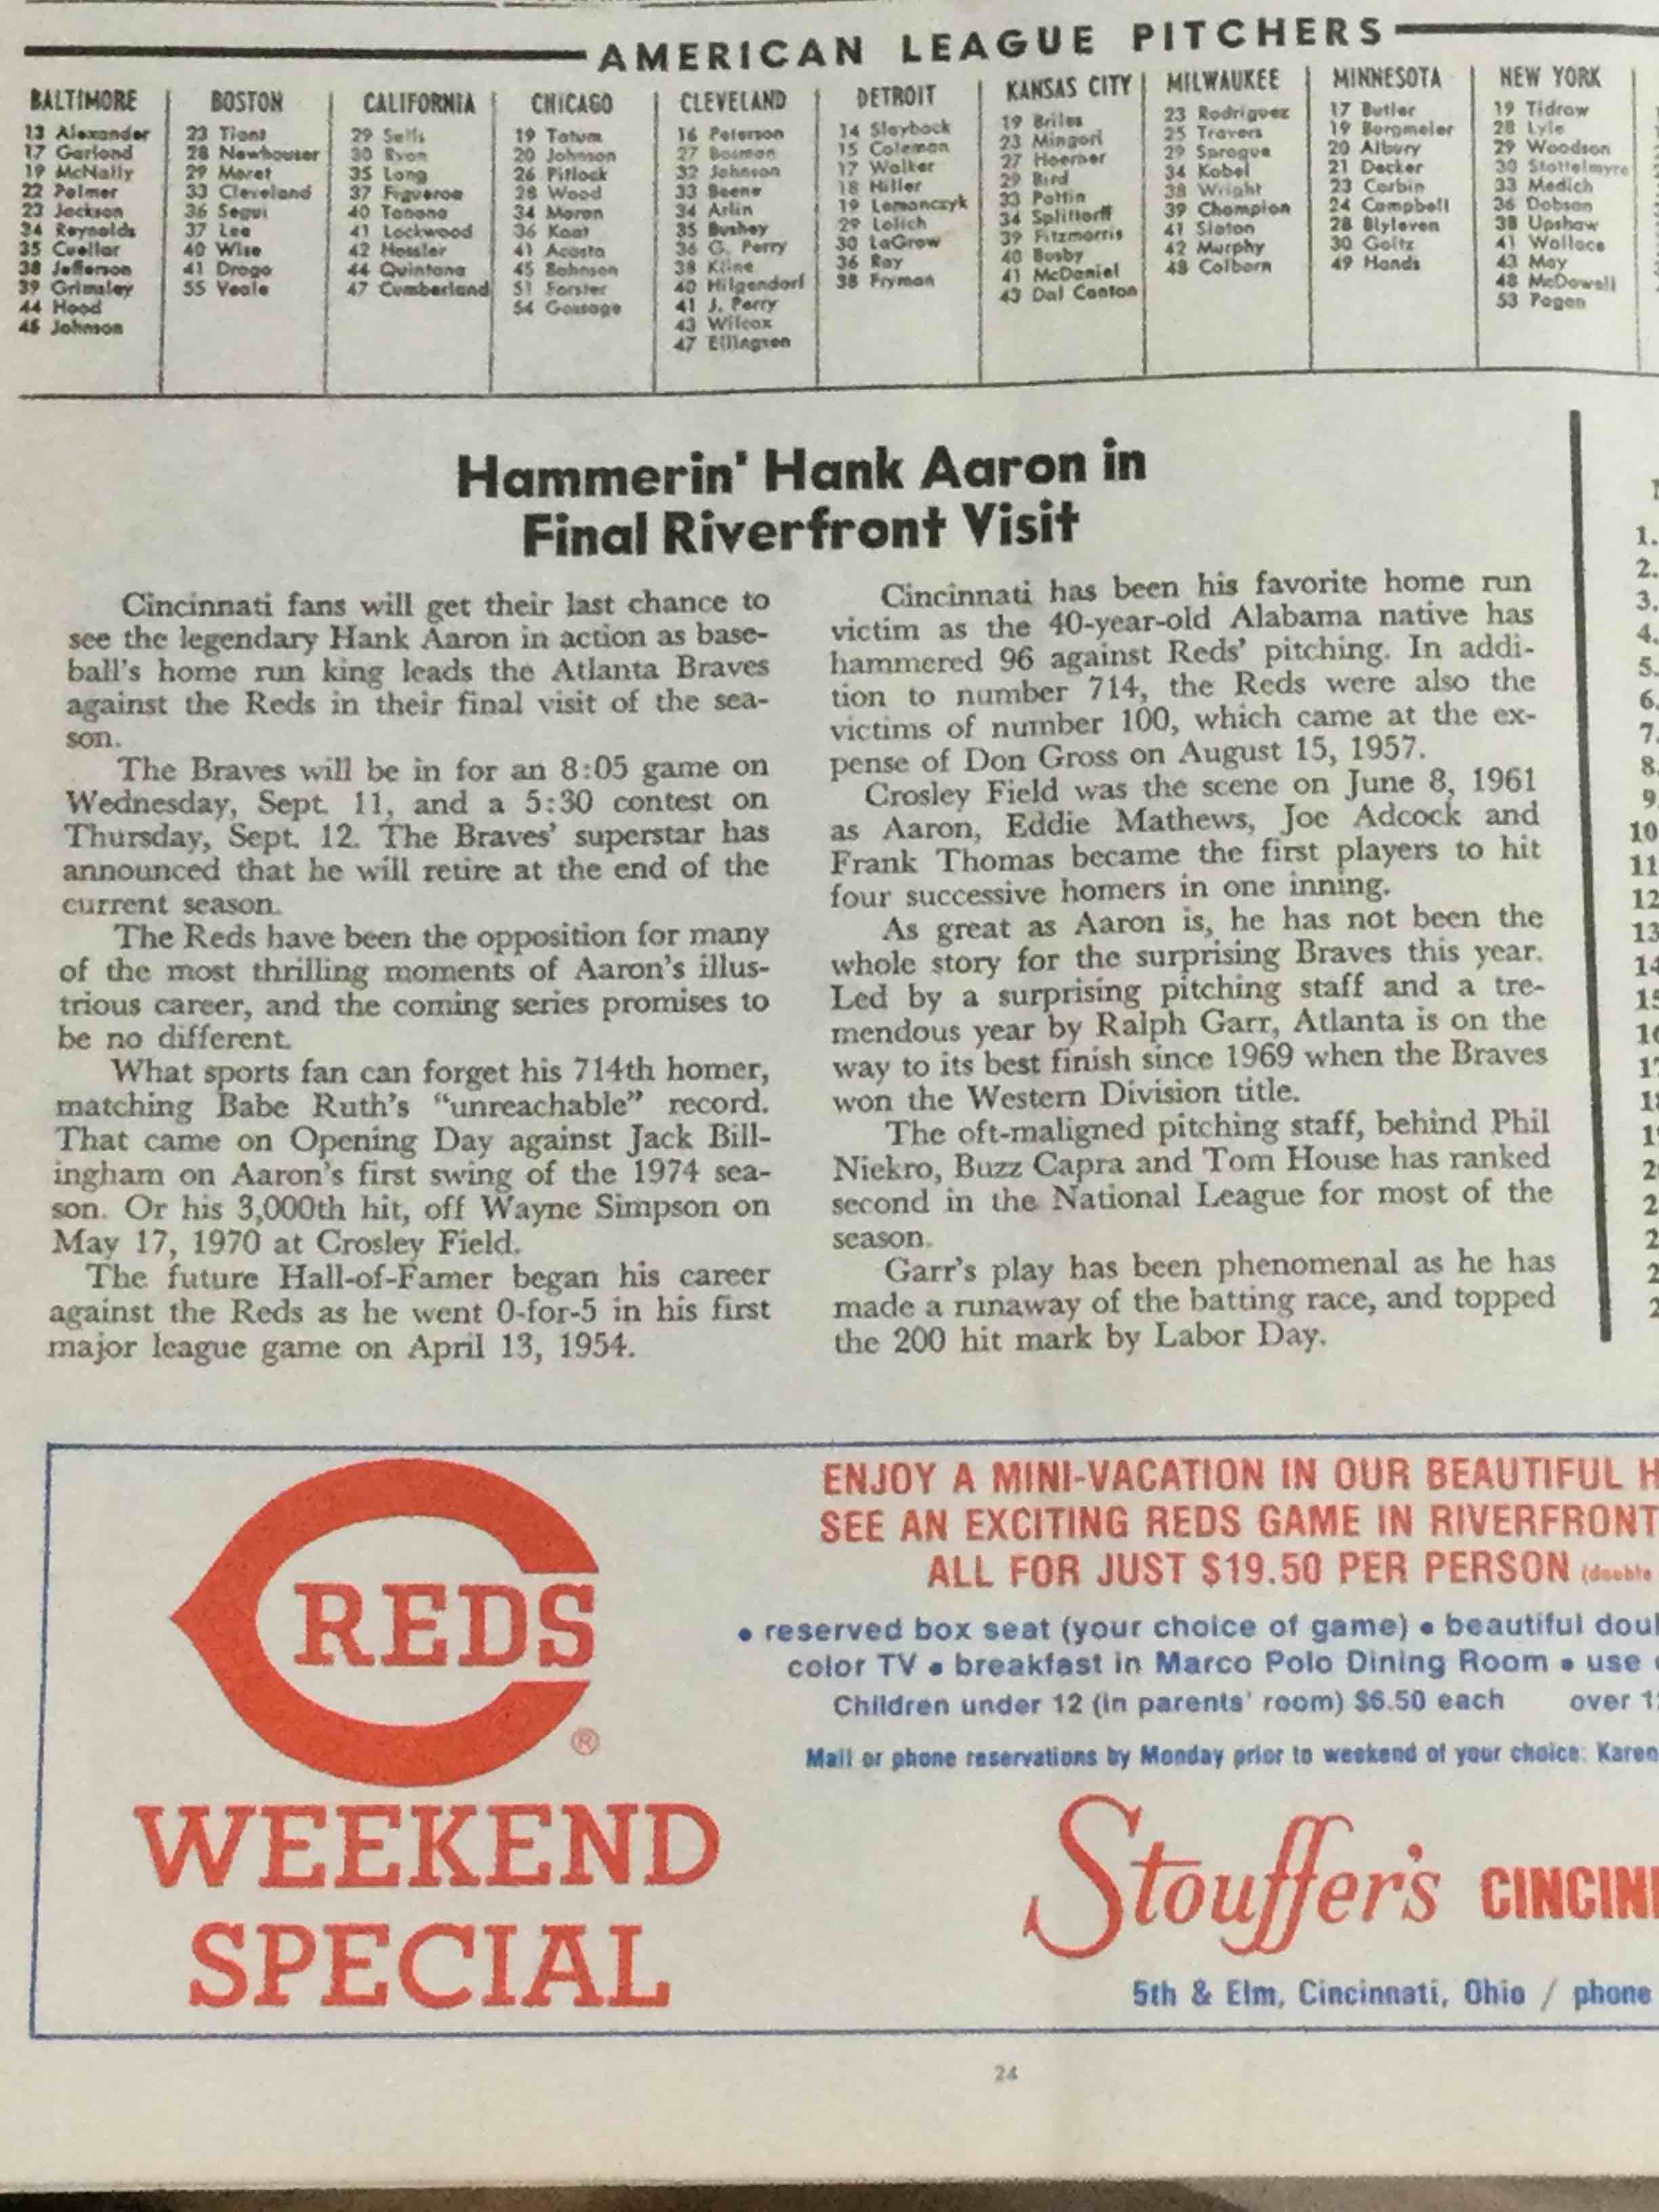 AMERICAN LEAGUE PITCHERS
BALTIMORE
13 Alexander
17 Garland
19 McNally
22 Palmer
23 Jackson
34 Reynolds
35 Cuellar
38 Jefferson
39 Grimsley
44 Hood
45 Johnson
BOSTON
23 Tiant
28 Newhouser
29 Moret
33 Cleveland
36 Segui
37 Lee
40 Wise
41 Drago
55 Veale
CALIFORNIA
29 Sells
30 Ryan
35 Long
37 Figueroa
40 Tanana
41 Lockwood
42 Hassler
44 Quintana
47 Cumberland
CHICAGO
19 Tatum
20 Johnson
26 Pitlock
28 Wood
34 Moran
36 Kaat
41 Acosta
45 Bahnsen
51 Forster
54 Gossage
CLEVELAND
16 Peterson
27 Bosman
32 Johnson
33 Beene
34 Arlin
35 Busbey
36 G. Perry
38 Kline
40 Hilgendorf
41 J. Perry
43 Wilcox
47 Ellingsen
DETROIT
14 Slayback
15 Coleman
17 Walker
18 Hiller
19 Lemanczyk
29 Lolich
30 LaGrow
36 Ray
38 Fryman
KANSAS CITY
19 Briles
23 Mingori
27 Hoerner
29 Bird
33 Pattin
34 Splittorff
39 Fitzmorris
40 Busby
41 McDaniel
43 Dal Canton
MILWAUKEE
23 Rodriguez
25 Travers
29 Sprague
34 Kobel
38 Wright
39 Champion
41 Slaton
42 Murphy
48 Colborn
MINNESOTA
17 Butler
19 Borgmeier
20 Albury
21 Decker
23 Corbin
24 Campbell
28 Blyleven
30 Goltz
49 Hands
NEW YORK
19 Tidrow
28 Lyle
29 Woodson
30 Stottelmyre
33 Medich
36 Dobson
38 Upshaw
41 Wallace
43 May
48 McDowell
53 Pagan
Hammerin' Hank Aaron in
Final Riverfront Visit
Cincinnati fans will get their last chance to
see the legendary Hank Aaron in action as base-
ball's home run king leads the Atlanta Braves
against the Reds in their final visit of the sea-
son.
The Braves will be in for an 8:05 game on
Wednesday, Sept. 11, and a 5:30 contest on
Thursday, Sept. 12. The Braves' superstar has
announced that he will retire at the end of the
current season.
The Reds have been the opposition for many
of the most thrilling moments of Aaron's illus-
trious career, and the coming series promises to
be no different.
What sports fan can forget his 714th homer,
matching Babe Ruth's "unreachable" record.
That came on Opening Day against Jack Bill-
ingham on Aaron's first swing of the 1974 sea-
son. Or his 3,000th hit, off Wayne Simpson on
May 17, 1970 at Crosley Field.
The future Hall-of-Famer began his career
against the Reds as he went 0-for-5 in his first
major league game on April 13, 1954.
Cincinnati has been his favorite home run
victim as the 40-year-old Alabama native has
hammered 96 against Reds' pitching. In addi-
tion to number 714, the Reds were also the
victims of number 100, which came at the ex-
pense of Don Gross on August 15, 1957.
Crosley Field was the scene on June 8, 1961
as Aaron, Eddie Mathews, Joe Adcock and
Frank Thomas became the first players to hit
four successive homers in one inning.
As great as Aaron is, he has not been the
whole story for the surprising Braves this year.
Led by a surprising pitching staff and a tre-
mendous year by Ralph Garr, Atlanta is on the
way to its best finish since 1969 when the Braves
won the Western Division title.
The oft-maligned pitching staff, behind Phil
Niekro, Buzz Capra and Tom House has ranked
second in the National League for most of the
season.
Garr's play has been phenomenal as he has
made a runaway of the batting race, and topped
the 200 hit mark by Labor Day.
1.
2.
3.
4.
5.
6.
7.
8.
9.
10
11
12
13
14
15
REDS
®
WEEKEND
SPECIAL
ENJOY A MINI-VACATION IN OUR BEAUTIFUL H
SEE AN EXCITING REDS GAME IN RIVERFRONT
ALL FOR JUST $19.50 PER PERSON (double
• reserved box seat (your choice of game) • beautiful
color TV • breakfast in Marco Polo Dining Room • use
Children under 12 (in parents' room) $6.50 each over
Mail or phone reservations by Monday prior to weekend of your choice: Karen
Stouffer's CINCIN
5th & Elm, Cincinnati, Ohio / phone
24